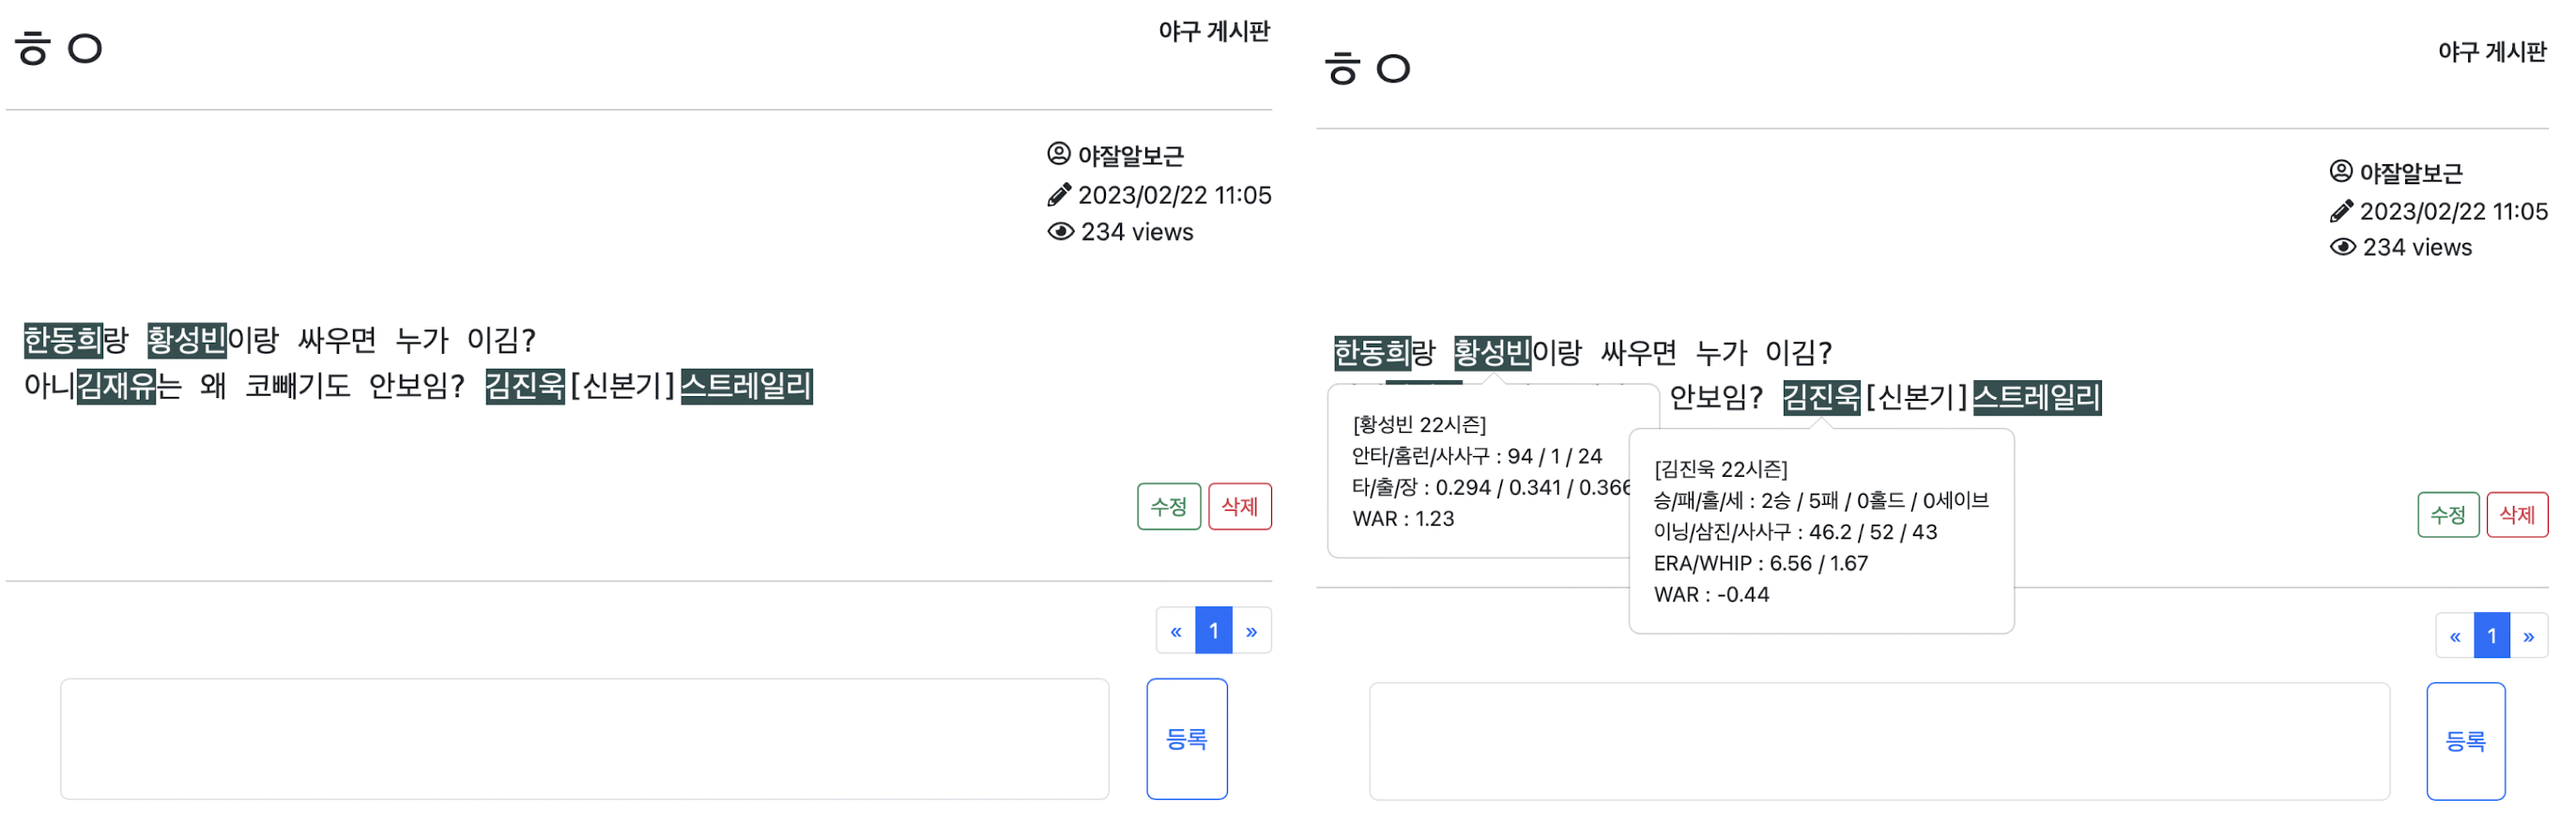 ㅎㅇ
야구 게시판
야잘알보근
2023/02/22 11:05
234 views
한동희랑 황성빈이랑 싸우면 누가 이김?
아니김재유는 왜 코빼기도 안보임? 김진욱[신본기]스트레일리
수정 삭제
« 1 »
등록
ㅎㅇ
야구 게시판
야잘알보근
2023/02/22 11:05
234 views
한동희랑 황성빈이랑 싸우면 누가 이김?
안보임? 김진욱[신본기]스트레일리
[황성빈 22시즌]
안타/홈런/사사구 : 94 / 1 / 24
타/출/장 : 0.294 / 0.341 / 0.366
WAR : 1.23
[김진욱 22시즌]
승/패/홀/세 : 2승 / 5패 / 0홀드 / 0세이브
이닝/삼진/사사구 : 46.2 / 52 / 43
ERA/WHIP : 6.56 / 1.67
WAR : -0.44
수정 삭제
« 1 »
등록